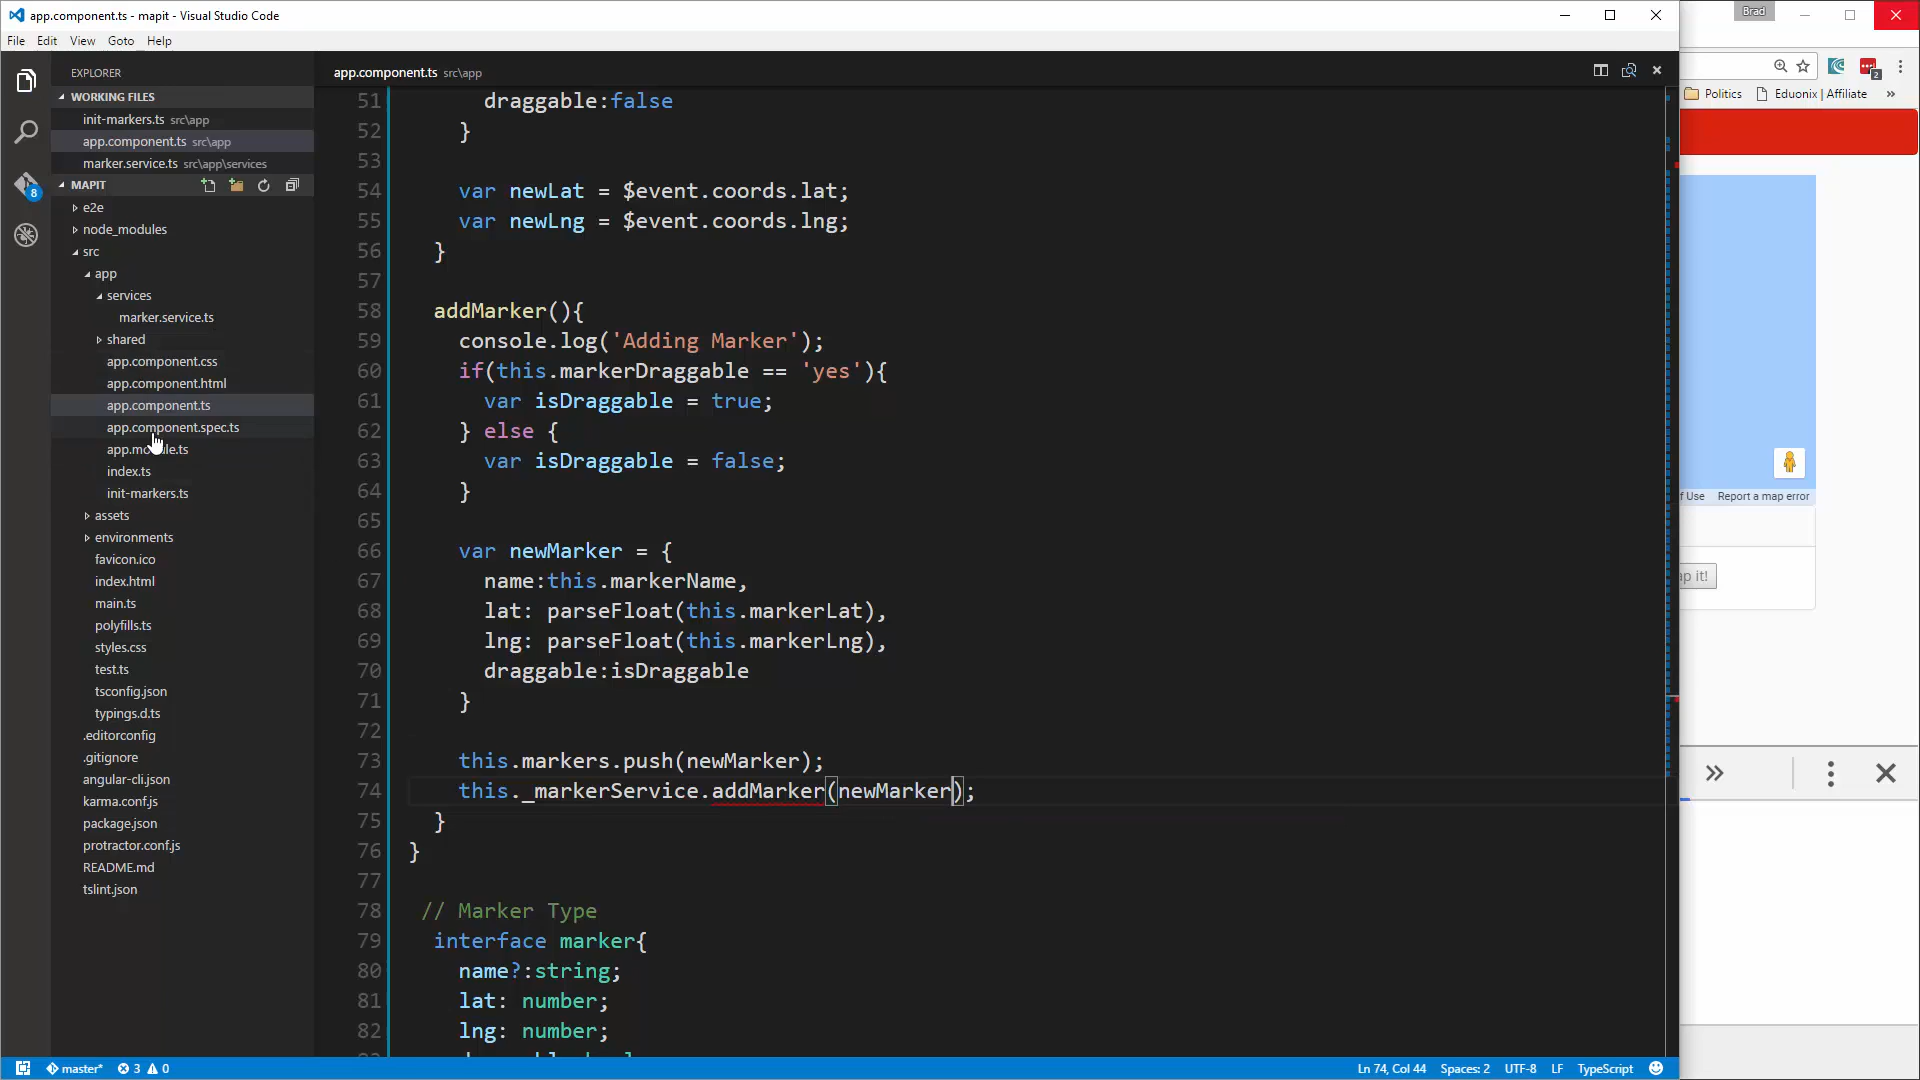 app.component.ts - mapit - Visual Studio Code
Brad
File Edit View Goto Help
EXPLORER
app.component.ts src\app
WORKING FILES
Politics
Eduonix | Affiliate
»
init-markers.ts src\app
app.component.ts src\app
marker.service.ts src\app\services
MAPIT
8
2
e2e
node_modules
src
app
services
marker.service.ts
shared
app.component.css
app.component.html
app.component.ts
app.component.spec.ts
index.ts
init-markers.ts
assets
environments
favicon.ico
index.html
main.ts
polyfills.ts
styles.css
test.ts
tsconfig.json
typings.d.ts
.editorconfig
.gitignore
angular-cli.json
karma.conf.js
package.json
protractor.conf.js
README.md
tslint.json
51 draggable:false
52 }
53
54 var newLat = $event.coords.lat;
55 var newLng = $event.coords.lng;
56 }
57
58 addMarker(){
59 console.log('Adding Marker');
60 if(this.markerDraggable == 'yes'){
61 var isDraggable = true;
62 } else {
63 var isDraggable = false;
64 }
65
66 var newMarker = {
67 name:this.markerName,
68 lat: parseFloat(this.markerLat),
69 lng: parseFloat(this.markerLng),
70 draggable:isDraggable
71 }
72
73 this.markers.push(newMarker);
74 this._markerService.addMarker(newMarker);
75 }
76 }
77
78 // Marker Type
79 interface marker{
80 name?:string;
81 lat: number;
82 lng: number;
f Use Report a map error
ap it!
master* 3 0
Ln 74, Col 44 Spaces: 2 UTF-8 LF TypeScript